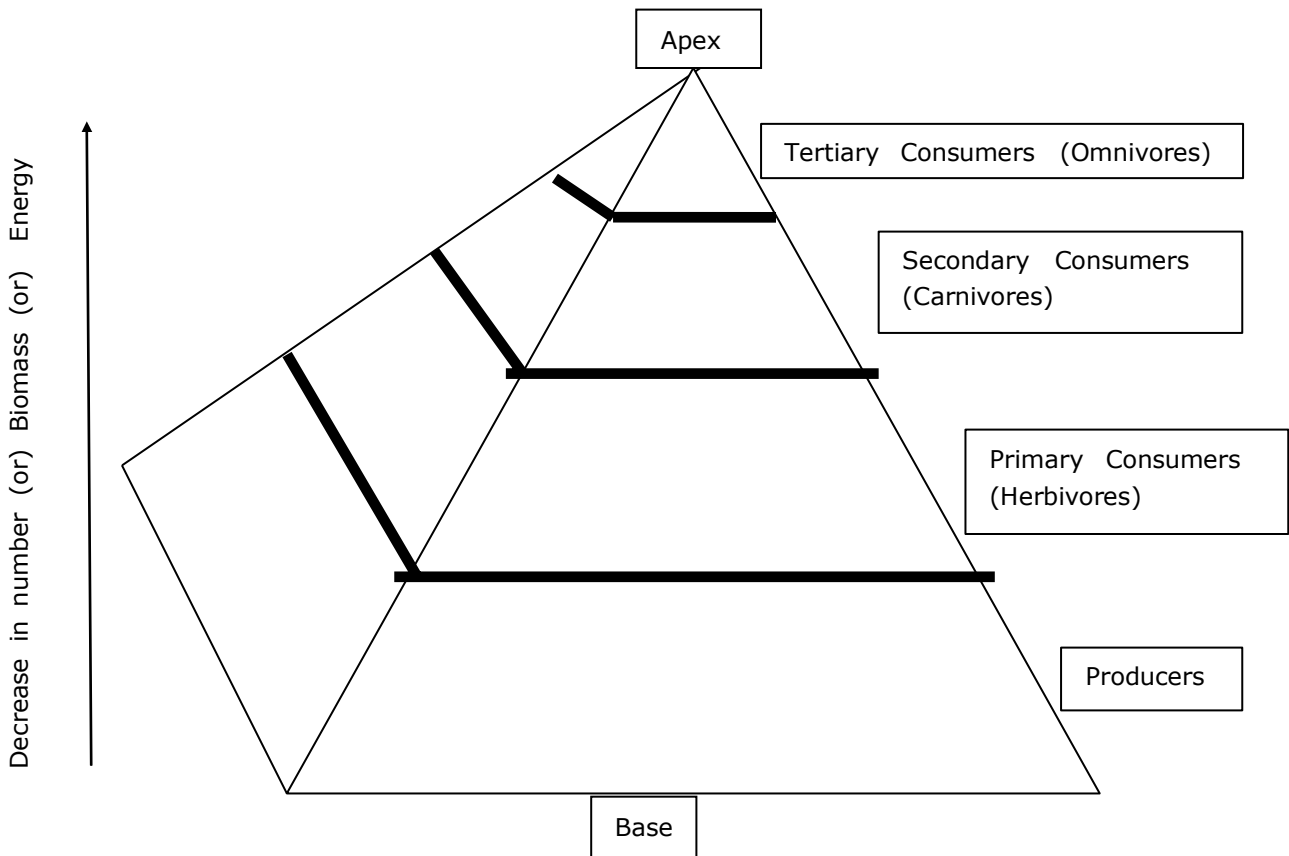 Apex
Tertiary Consumers (Omnivores)
Secondary Consumers
(Carnivores)
Primary Consumers
(Herbivores)
Producers
Base
Decrease in number (or) Biomass (or) Energy